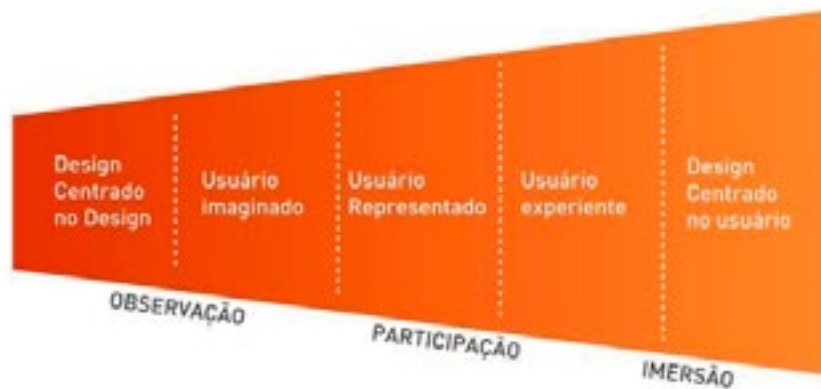 Design
Centrado
no Design
Usuário
imaginado
Usuário
Representado
Usuário
experiente
Design
Centrado
no usuário
OBSERVAÇÃO
PARTICIPAÇÃO
IMERSÃO